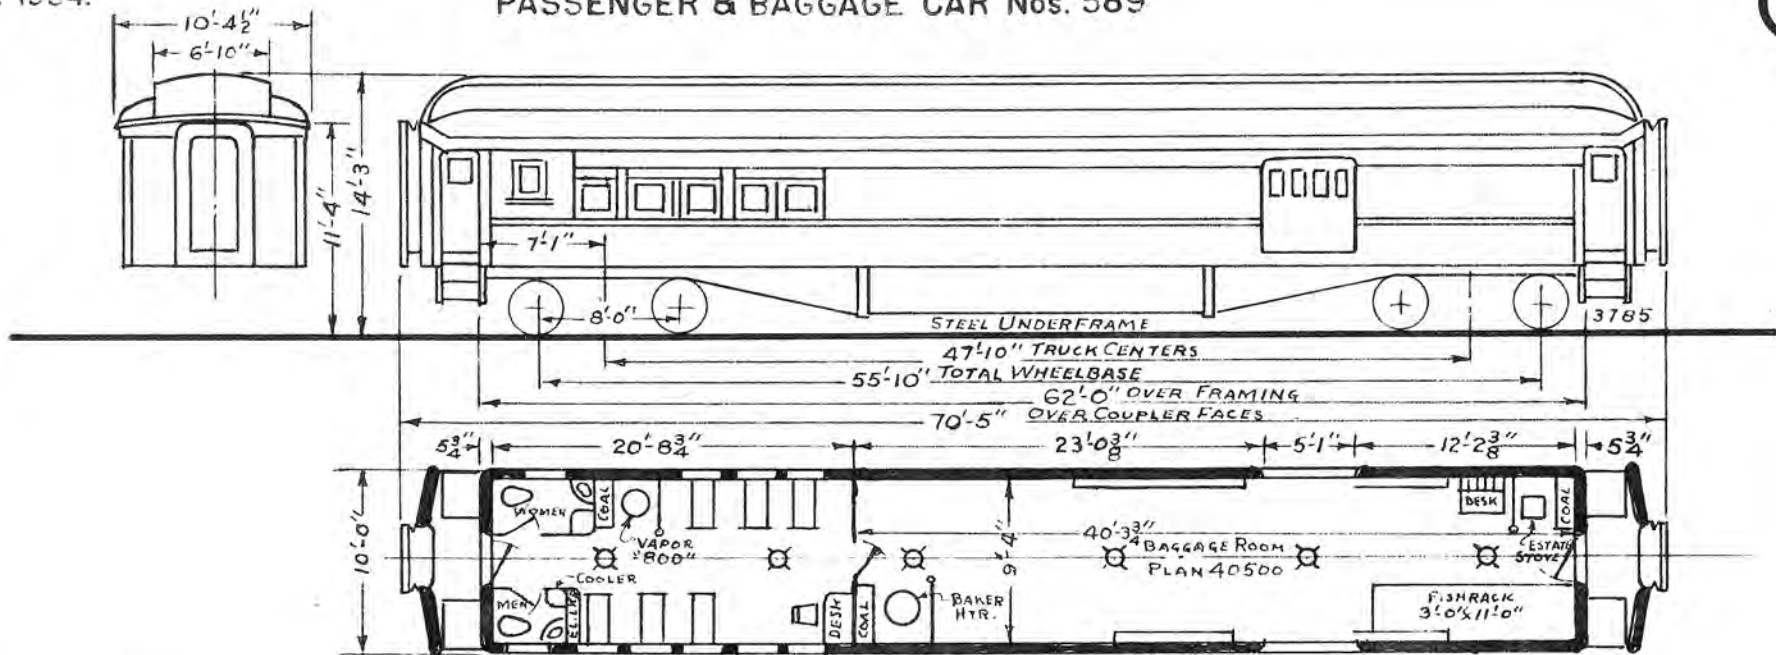 PASSENGER & BAGGAGE CAR Nos. 589
10'-4½"
6'-10"
14'-3"
11'-4"
7'-1"
8'-0"
STEEL UNDERFRAME
3785
47'-10" TRUCK CENTERS
55'-10" TOTAL WHEELBASE
62'-0" OVER FRAMING
70'-5" OVER COUPLER FACES
5¾" 20'-8¾" 23'-0⅜" 5'-1" 12'-2⅜" 5¾"
10'-0"
WOMEN
COAL
VAPOR
"800"
COOLER
MEN
EL.LKR
DESK
COAL
BAKER
HTR.
9'-4"
40'-3¾"
BAGGAGE ROOM
PLAN 40500
DESK
COAL
ESTATE
STOVE
FISHRACK
3'-0"x11'-0"